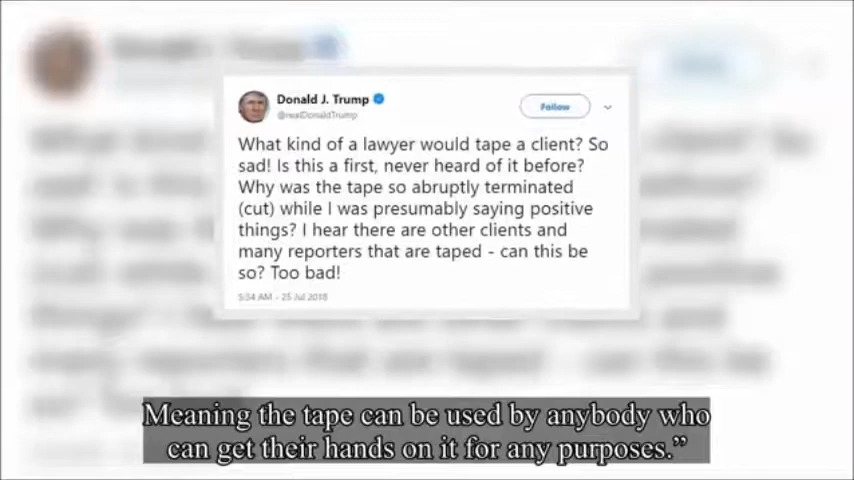 Donald J. Trump
@realDonaldTrump
Follow
What kind of a lawyer would tape a client? So
sad! Is this a first, never heard of it before?
Why was the tape so abruptly terminated
(cut) while I was presumably saying positive
things? I hear there are other clients and
many reporters that are taped - can this be
so? Too bad!
5:34 AM - 25 Jul 2018
Meaning the tape can be used by anybody who
can get their hands on it for any purposes.”